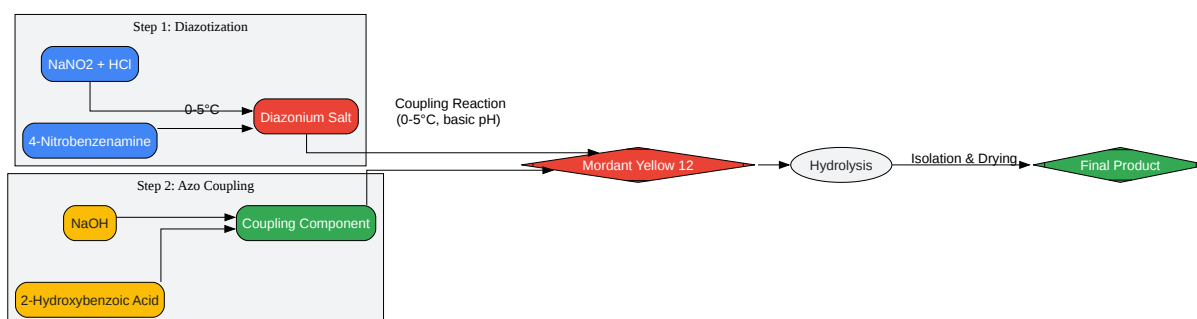 Step 1: Diazotization
NaNO2 + HCl
0-5°C
Diazonium Salt
4-Nitrobenzenamine
Coupling Reaction
(0-5°C, basic pH)
Mordant Yellow 12
Hydrolysis
Isolation & Drying
Final Product
Step 2: Azo Coupling
NaOH
Coupling Component
2-Hydroxybenzoic Acid